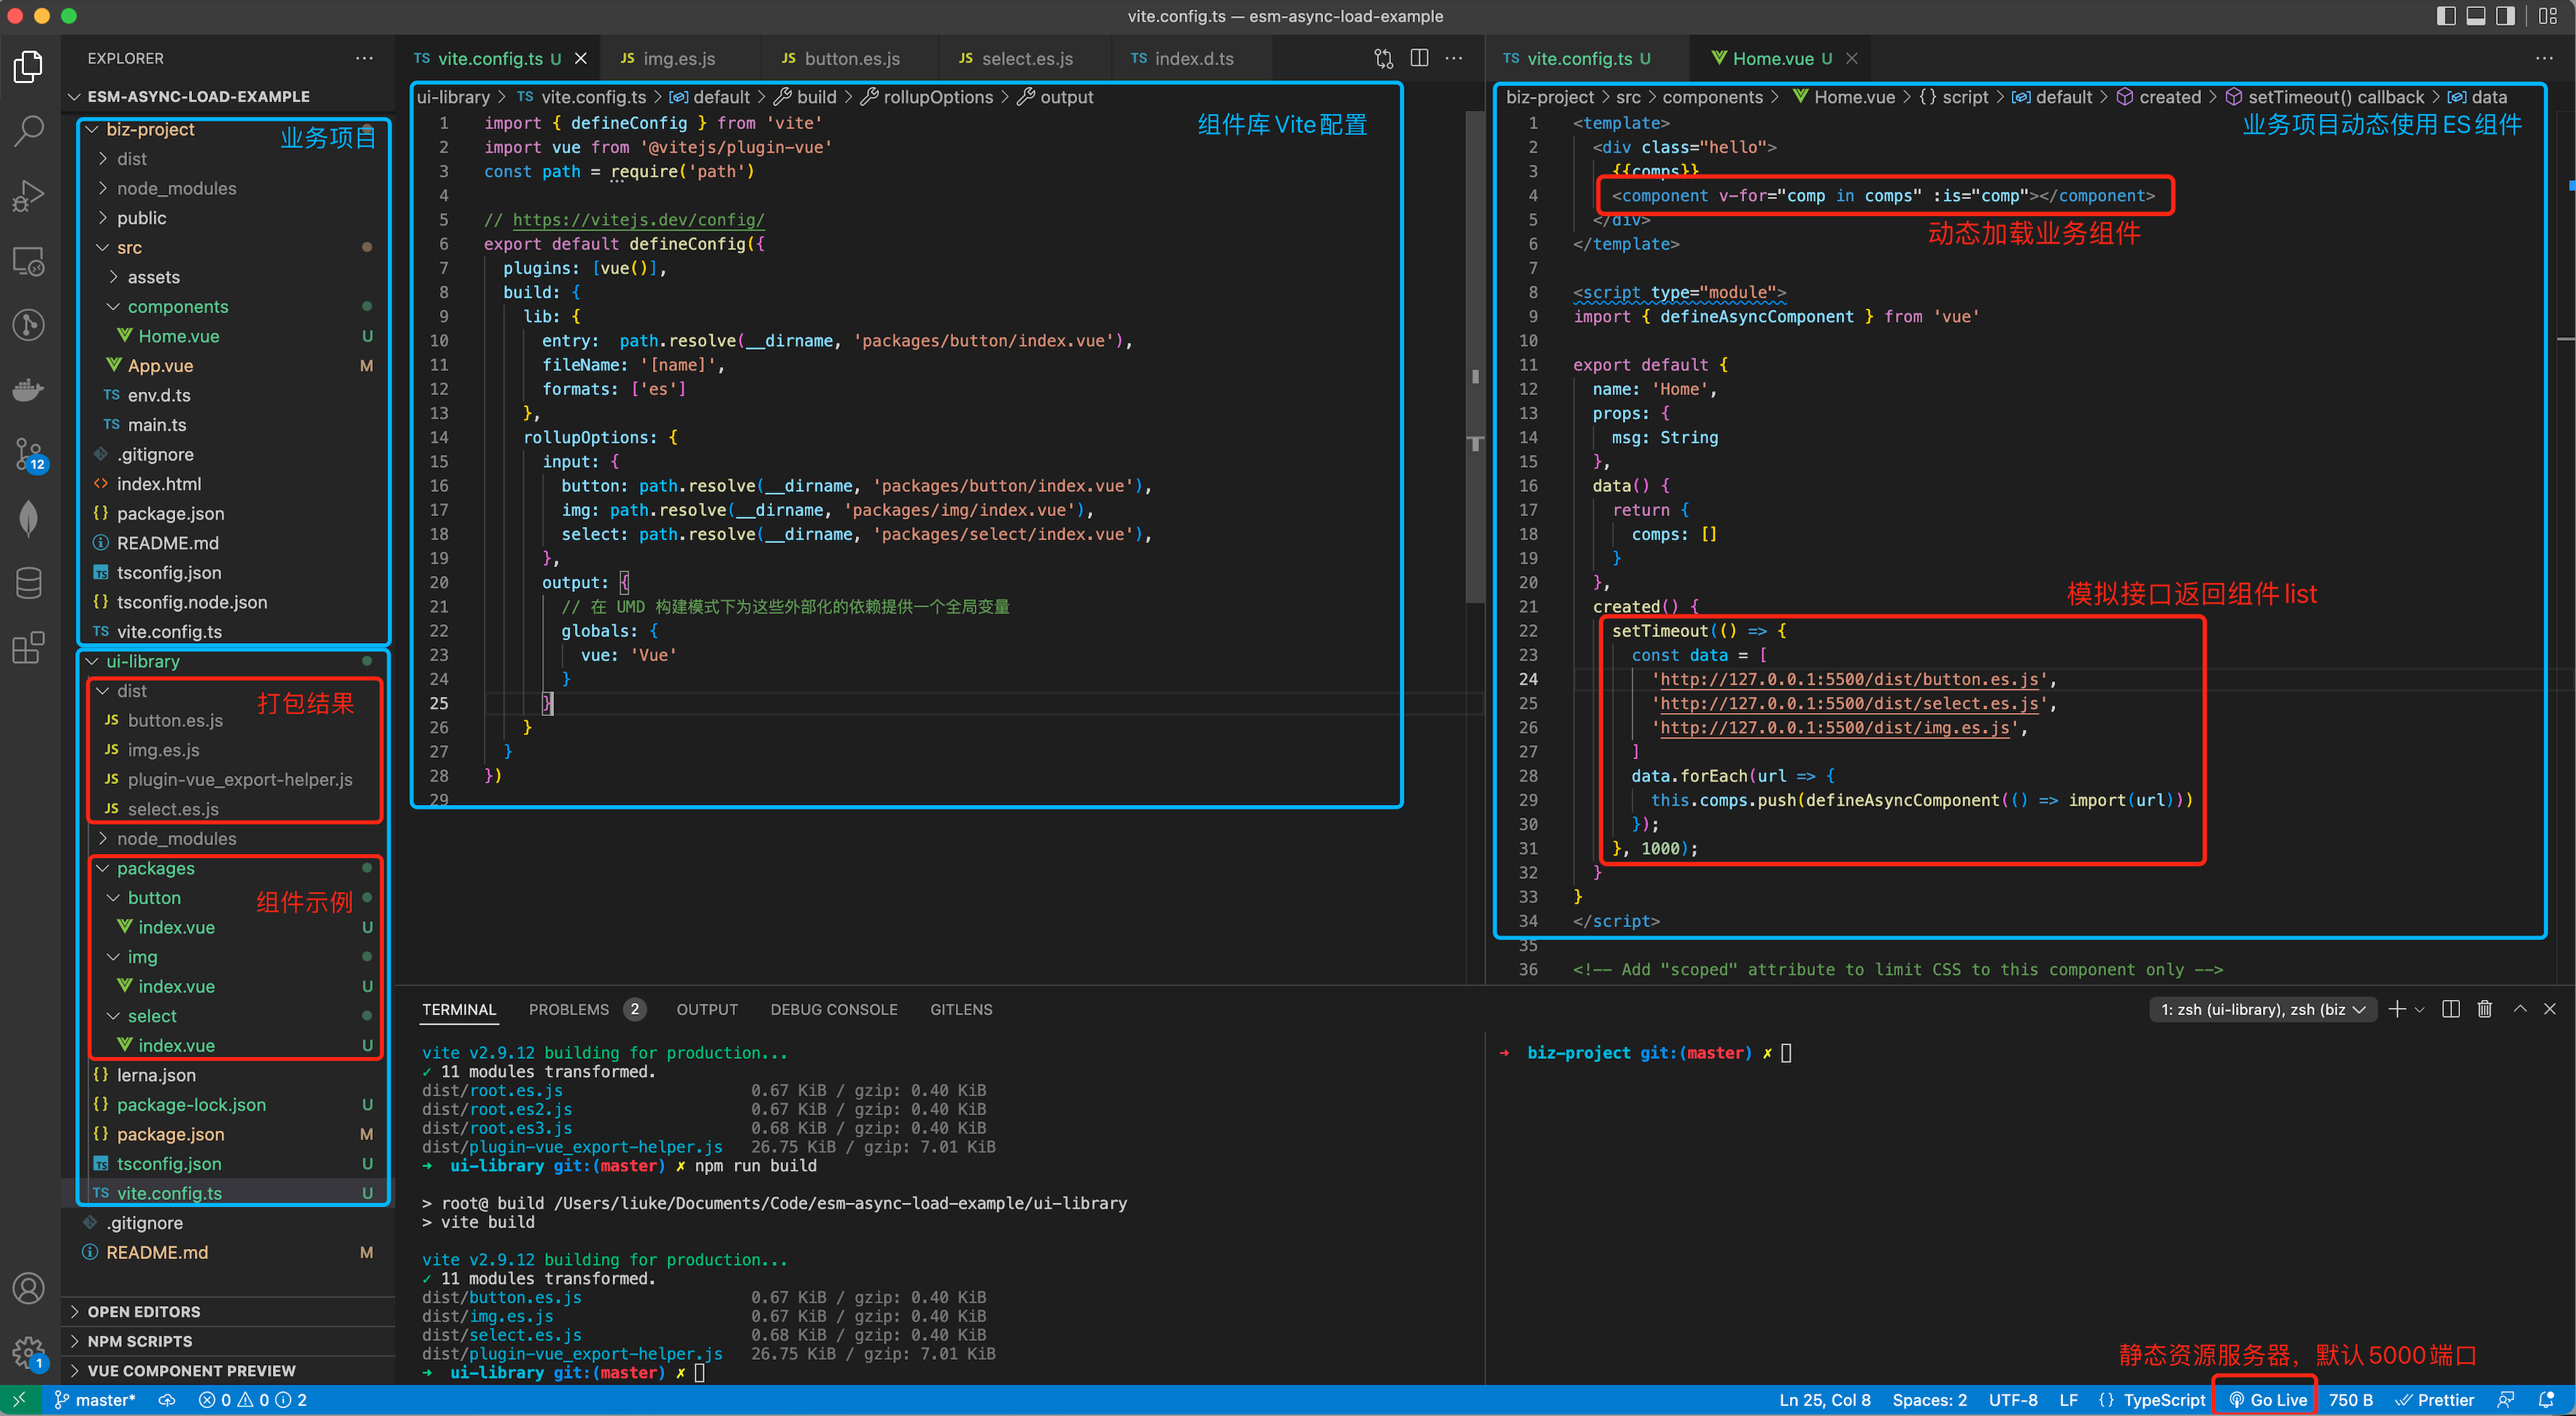 vite.config.ts — esm-async-load-example
EXPLORER
ESM-ASYNC-LOAD-EXAMPLE
biz-project
业务项目
dist
node_modules
public
src
assets
components
Home.vue U
App.vue M
TS env.d.ts
TS main.ts
.gitignore
index.html
{} package.json
README.md
TS tsconfig.json
{} tsconfig.node.json
TS vite.config.ts
ui-library
dist
打包结果
JS button.es.js
JS img.es.js
JS plugin-vue_export-helper.js
JS select.es.js
node_modules
packages
button
组件示例
index.vue U
img
index.vue U
select
index.vue U
{} lerna.json
{} package-lock.json U
{} package.json M
TS tsconfig.json U
TS vite.config.ts U
.gitignore
README.md M
OPEN EDITORS
NPM SCRIPTS
VUE COMPONENT PREVIEW
12
1
TS vite.config.ts U
JS img.es.js
JS button.es.js
JS select.es.js
TS index.d.ts
ui-library > TS vite.config.ts > default > build > rollupOptions > output
组件库Vite配置
1 import { defineConfig } from 'vite'
2 import vue from '@vitejs/plugin-vue'
3 const path = require('path')
4
5 // https://vitejs.dev/config/
6 export default defineConfig({
7 plugins: [vue()],
8 build: {
9 lib: {
10 entry:  path.resolve(__dirname, 'packages/button/index.vue'),
11 fileName: '[name]',
12 formats: ['es']
13 },
14 rollupOptions: {
15 input: {
16 button: path.resolve(__dirname, 'packages/button/index.vue'),
17 img: path.resolve(__dirname, 'packages/img/index.vue'),
18 select: path.resolve(__dirname, 'packages/select/index.vue'),
19 },
20 output: {
21 // 在 UMD 构建模式下为这些外部化的依赖提供一个全局变量
22 globals: {
23 vue: 'Vue'
24 }
25 }
26 }
27 }
28 })
29
TS vite.config.ts U
Home.vue U
biz-project > src > components > Home.vue > {} script > default > created > setTimeout() callback > data
业务项目动态使用ES组件
1 <template>
2 <div class="hello">
3 {{comps}}
4 <component v-for="comp in comps" :is="comp"></component>
5 </div>
动态加载业务组件
6 </template>
7
8 <script type="module">
9 import { defineAsyncComponent } from 'vue'
10
11 export default {
12 name: 'Home',
13 props: {
14 msg: String
15 },
16 data() {
17 return {
18 comps: []
19 }
20 },
模拟接口返回组件list
21 created() {
22 setTimeout(() => {
23 const data = [
24 'http://127.0.0.1:5500/dist/button.es.js',
25 'http://127.0.0.1:5500/dist/select.es.js',
26 'http://127.0.0.1:5500/dist/img.es.js',
27 ]
28 data.forEach(url => {
29 this.comps.push(defineAsyncComponent(() => import(url)))
30 });
31 }, 1000);
32 }
33 }
34 </script>
35
36 <!-- Add "scoped" attribute to limit CSS to this component only -->
TERMINAL PROBLEMS 2 OUTPUT DEBUG CONSOLE GITLENS
1: zsh (ui-library), zsh (biz
vite v2.9.12 building for production...
✓ 11 modules transformed.
dist/root.es.js 0.67 KiB / gzip: 0.40 KiB
dist/root.es2.js 0.67 KiB / gzip: 0.40 KiB
dist/root.es3.js 0.68 KiB / gzip: 0.40 KiB
dist/plugin-vue_export-helper.js 26.75 KiB / gzip: 7.01 KiB
➜ ui-library git:(master) ✗ npm run build
> root@ build /Users/liuke/Documents/Code/esm-async-load-example/ui-library
> vite build
vite v2.9.12 building for production...
✓ 11 modules transformed.
dist/button.es.js 0.67 KiB / gzip: 0.40 KiB
dist/img.es.js 0.67 KiB / gzip: 0.40 KiB
dist/select.es.js 0.68 KiB / gzip: 0.40 KiB
dist/plugin-vue_export-helper.js 26.75 KiB / gzip: 7.01 KiB
➜ ui-library git:(master) ✗
➜ biz-project git:(master) ✗
静态资源服务器，默认5000端口
master* 0 0 2
Ln 25, Col 8 Spaces: 2 UTF-8 LF {} TypeScript Go Live 750 B Prettier